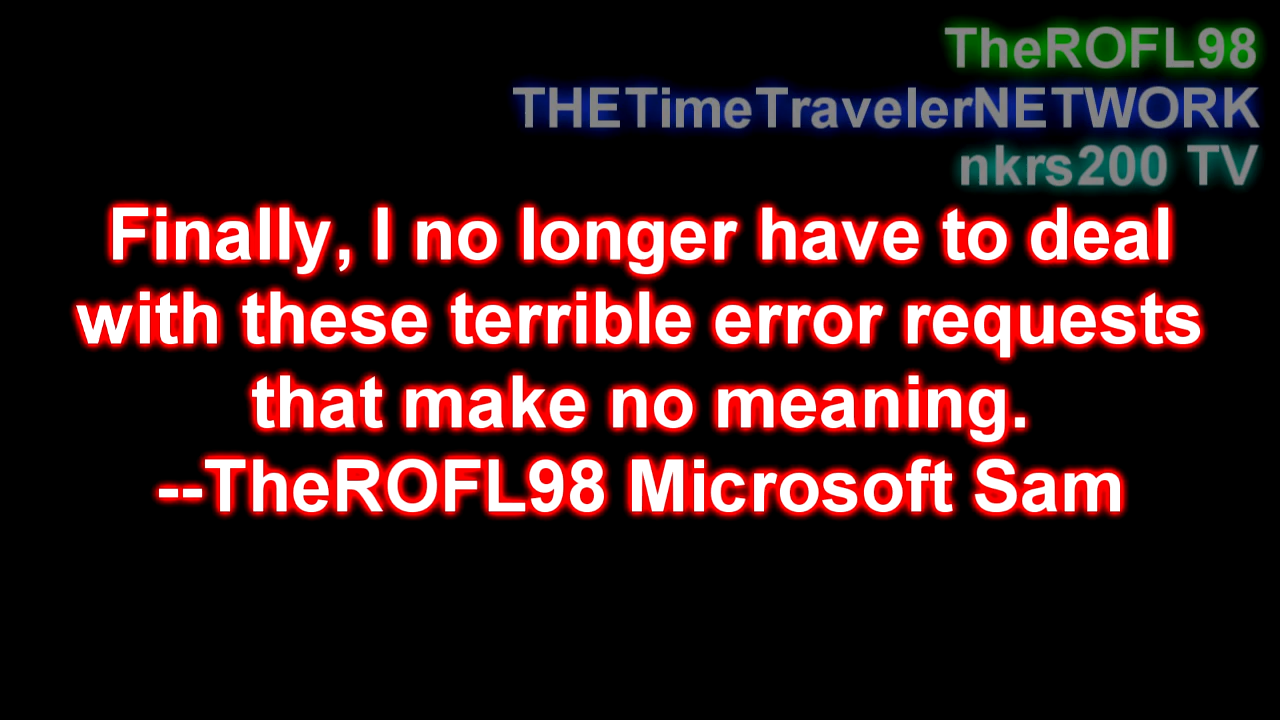 TheROFL98
THETimeTravelerNETWORK
nkrs200 TV
Finally, I no longer have to deal
with these terrible error requests
that make no meaning.
--TheROFL98 Microsoft Sam